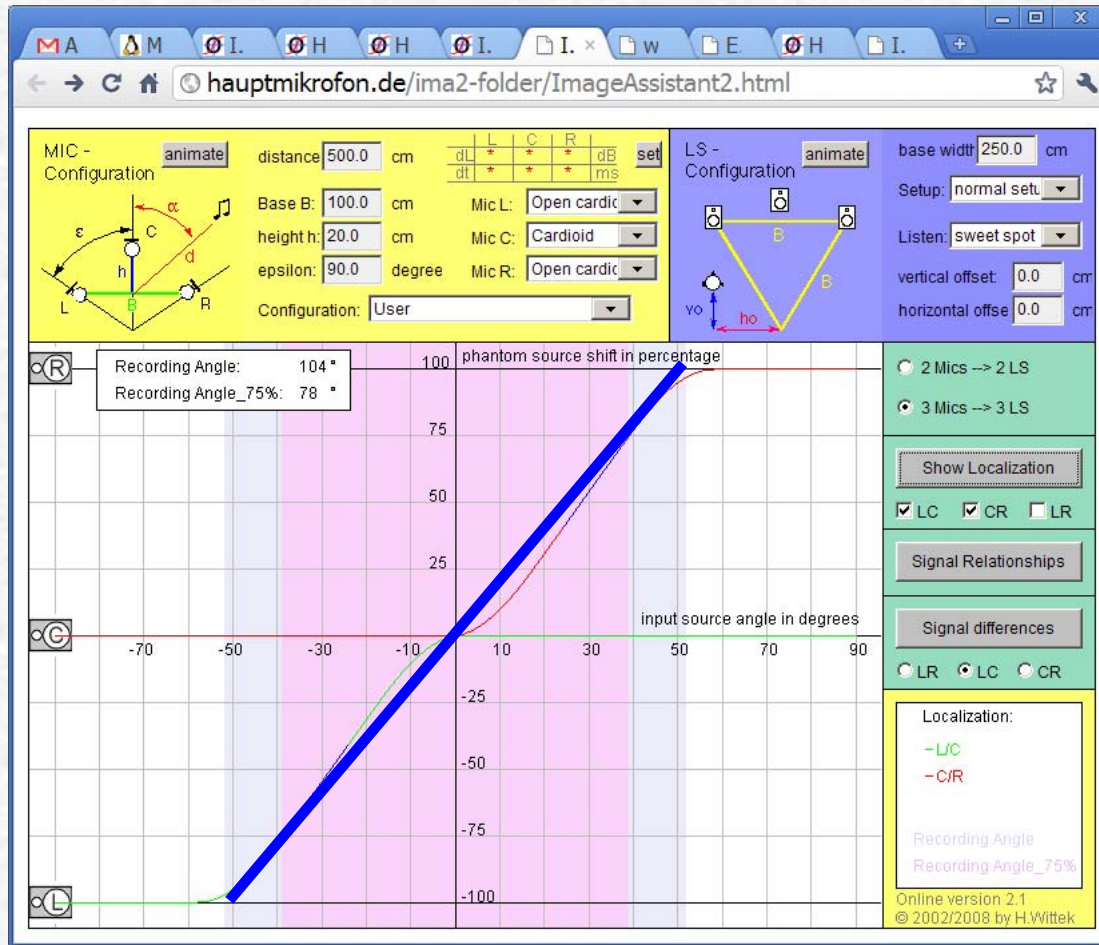 A M I. H H I. I. × w E H I. +
hauptmikrofon.de/ima2-folder/ImageAssistant2.html
MIC -
Configuration
animate
α
ε
C
d
h
L
B
R
distance 500.0 cm
L C R
dL * * * dB
dt * * * ms
set
Base B: 100.0 cm
Mic L: Open cardic
height h: 20.0 cm
Mic C: Cardioid
epsilon: 90.0 degree
Mic R: Open cardic
Configuration: User
LS -
Configuration
animate
B
B
vo
ho
base width 250.0 cm
Setup: normal setu
Listen: sweet spot
vertical offset: 0.0 cm
horizontal offse 0.0 cm
R
Recording Angle: 104 °
Recording Angle_75%: 78 °
100 phantom source shift in percentage
75
50
25
input source angle in degrees
C
-70 -50 -30 -10 10 30 50 70 90
-25
-50
-75
-100
L
2 Mics --> 2 LS
3 Mics --> 3 LS
Show Localization
LC CR LR
Signal Relationships
Signal differences
LR LC CR
Localization:
– L/C
– C/R
Recording Angle
Recording Angle_75%
Online version 2.1
© 2002/2008 by H.Wittek